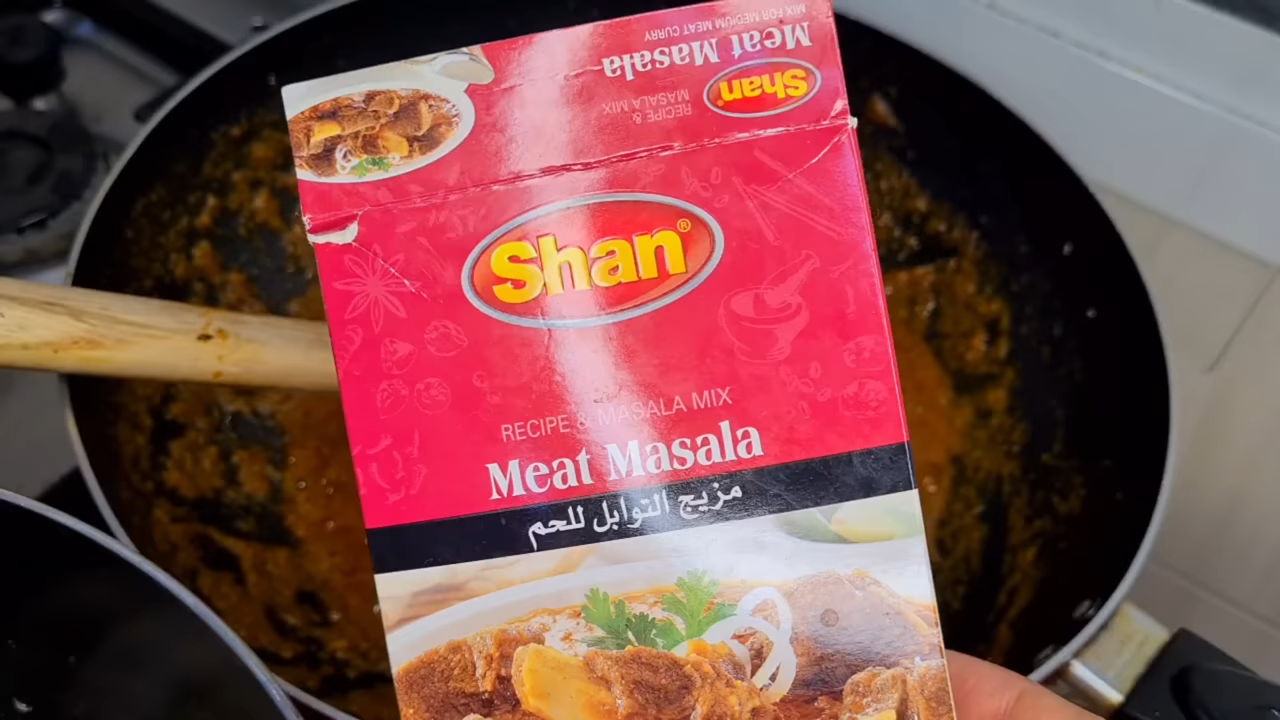 MIX FOR MEDIUM MEAT CURRY
Meat Masala
Shan
RECIPE &
MASALA MIX
Shan®
RECIPE & MASALA MIX
Meat Masala
مزيج التوابل للحم